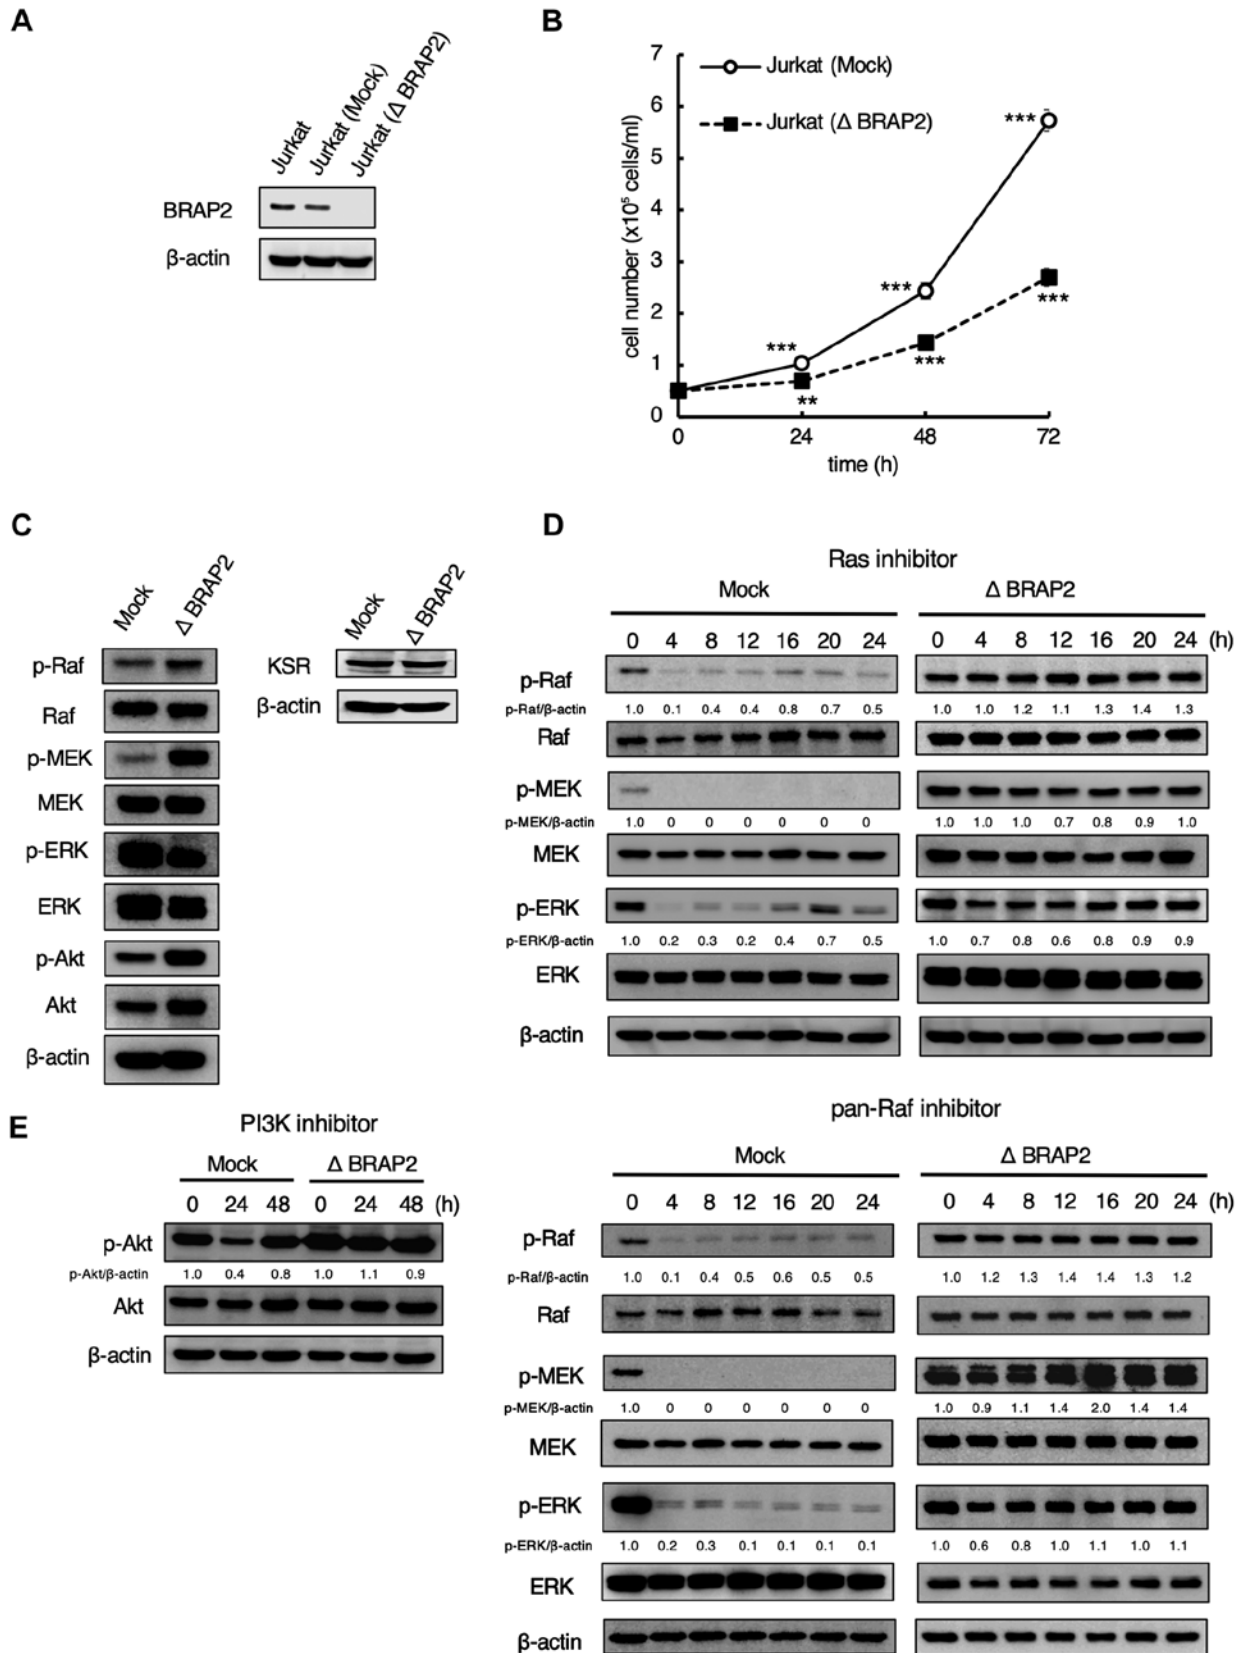 A
Jurkat
Jurkat (Mock)
Jurkat (Δ BRAP2)
BRAP2
β-actin
B
7
6
5
4
3
2
1
0
cell number (x10⁵ cells/ml)
Jurkat (Mock)
Jurkat (Δ BRAP2)
***
***
***
***
***
**
0 24 48 72
time (h)
C
Mock
Δ BRAP2
p-Raf
Raf
p-MEK
MEK
p-ERK
ERK
p-Akt
Akt
β-actin
Mock
Δ BRAP2
KSR
β-actin
D
Ras inhibitor
Mock Δ BRAP2
0 4 8 12 16 20 24 0 4 8 12 16 20 24 (h)
p-Raf
p-Raf/β-actin 1.0 0.1 0.4 0.4 0.8 0.7 0.5 1.0 1.0 1.2 1.1 1.3 1.4 1.3
Raf
p-MEK
p-MEK/β-actin 1.0 0 0 0 0 0 0 1.0 1.0 1.0 0.7 0.8 0.9 1.0
MEK
p-ERK
p-ERK/β-actin 1.0 0.2 0.3 0.2 0.4 0.7 0.5 1.0 0.7 0.8 0.6 0.8 0.9 0.9
ERK
β-actin
pan-Raf inhibitor
Mock Δ BRAP2
0 4 8 12 16 20 24 0 4 8 12 16 20 24 (h)
p-Raf
p-Raf/β-actin 1.0 0.1 0.4 0.5 0.6 0.5 0.5 1.0 1.2 1.3 1.4 1.4 1.3 1.2
Raf
p-MEK
p-MEK/β-actin 1.0 0 0 0 0 0 0 1.0 0.9 1.1 1.4 2.0 1.4 1.4
MEK
p-ERK
p-ERK/β-actin 1.0 0.2 0.3 0.1 0.1 0.1 0.1 1.0 0.6 0.8 1.0 1.1 1.0 1.1
ERK
β-actin
E
PI3K inhibitor
Mock Δ BRAP2
0 24 48 0 24 48 (h)
p-Akt
p-Akt/β-actin 1.0 0.4 0.8 1.0 1.1 0.9
Akt
β-actin